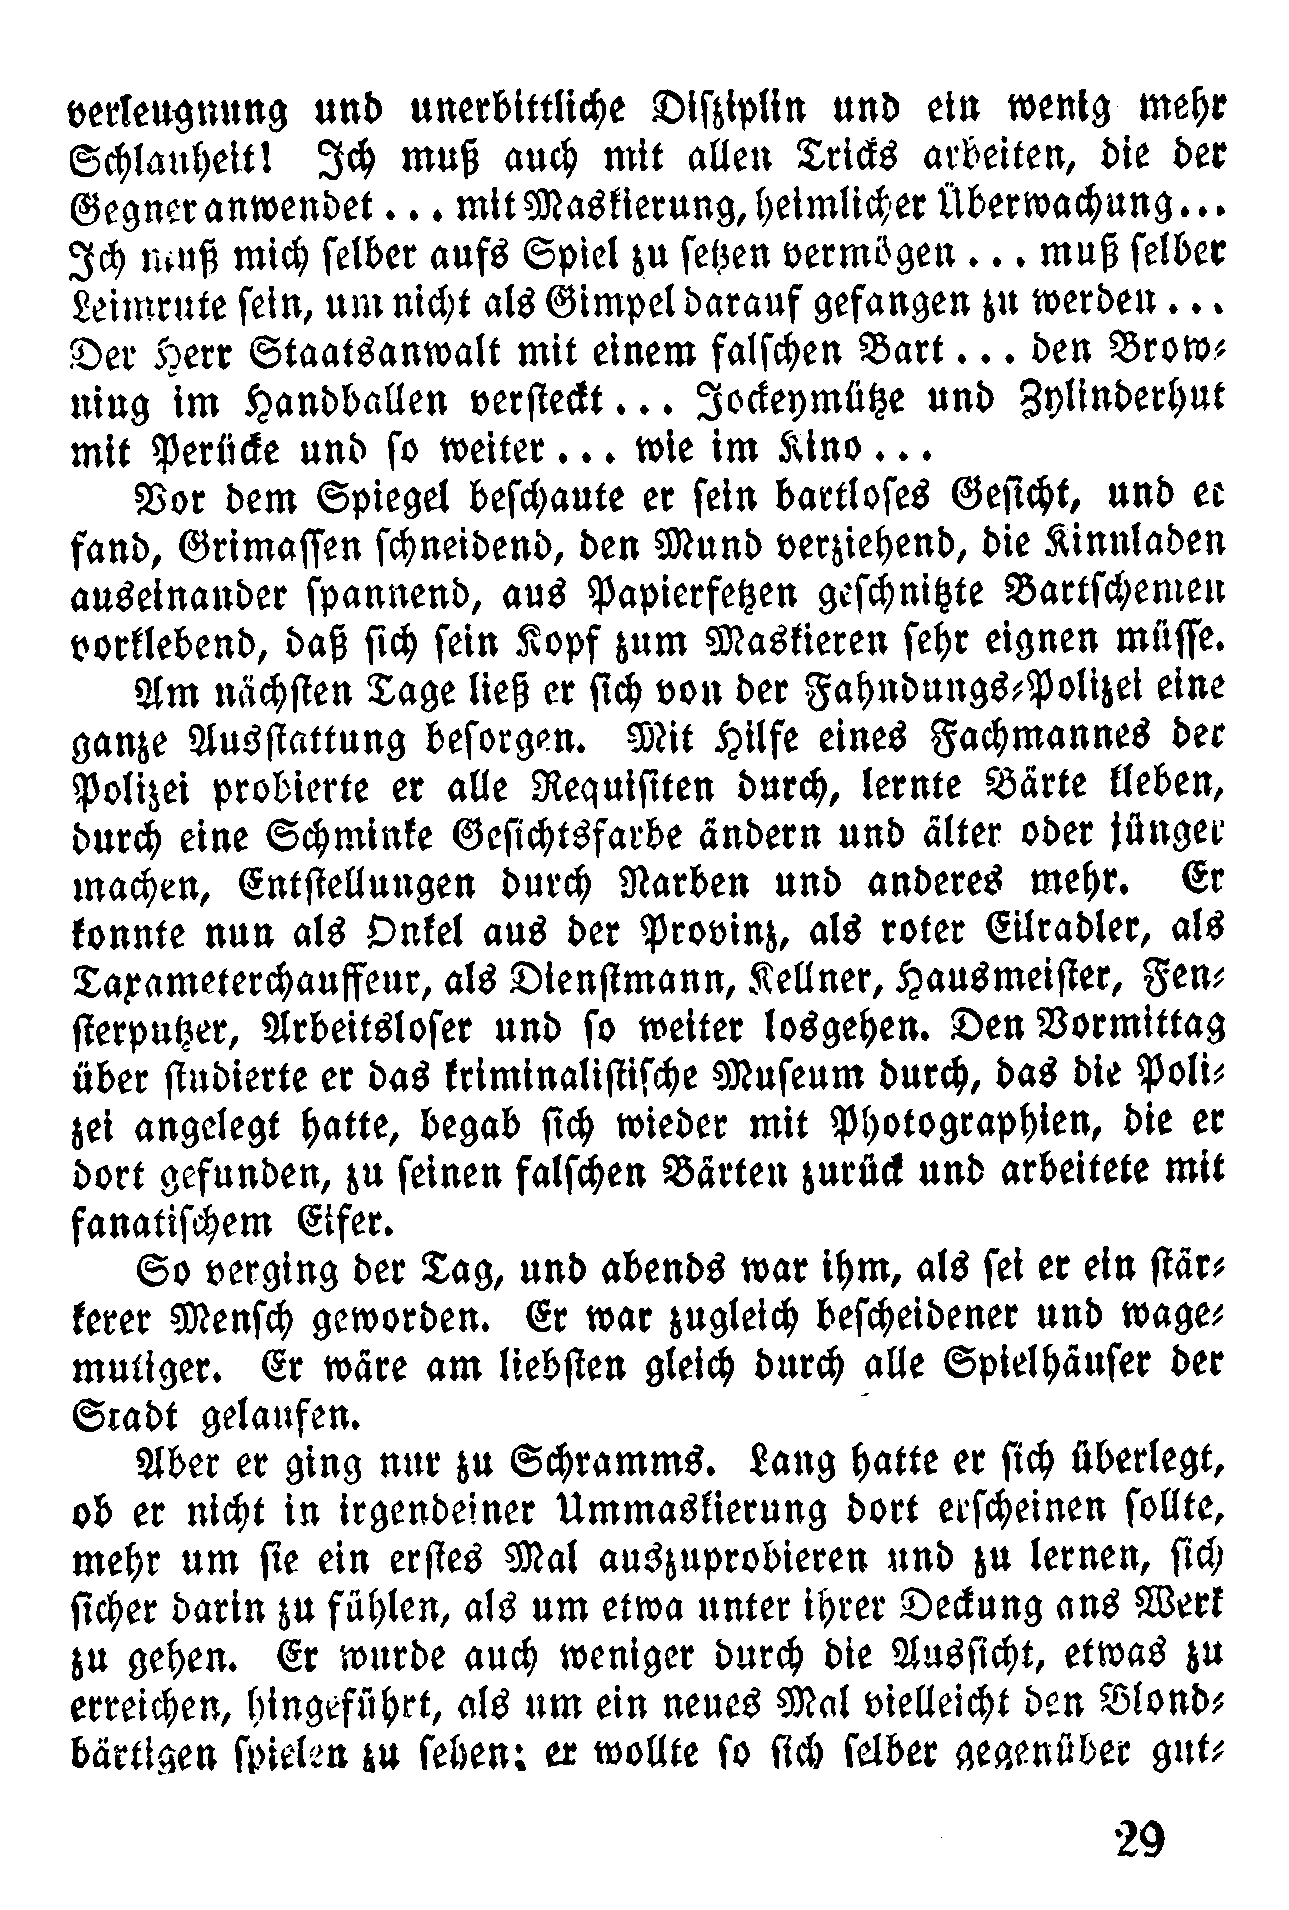 verleugnung und unerbittliche Disziplin und ein wenig mehr
Schlauheit! Ich muß auch mit allen Tricks arbeiten, die der
Gegner anwendet... mit Maskierung, heimlicher Überwachung...
Ich muß mich selber aufs Spiel zu setzen vermögen... muß selber
Leimrute sein, um nicht als Gimpel darauf gefangen zu werden...
Der Herr Staatsanwalt mit einem falschen Bart... den Brow-
ning im Handballen versteckt... Jockeymütze und Zylinderhut
mit Perücke und so weiter... wie im Kino...
Vor dem Spiegel beschaute er sein bartloses Gesicht, und er
fand, Grimassen schneidend, den Mund verziehend, die Kinnladen
auseinander spannend, aus Papierfetzen geschnitzte Bartschemen
vorklebend, daß sich sein Kopf zum Maskieren sehr eignen müsse.
Am nächsten Tage ließ er sich von der Fahndungs-Polizei eine
ganze Ausstattung besorgen. Mit Hilfe eines Fachmannes der
Polizei probierte er alle Requisiten durch, lernte Bärte kleben,
durch eine Schminke Gesichtsfarbe ändern und älter oder jünger
machen, Entstellungen durch Narben und anderes mehr. Er
konnte nun als Onkel aus der Provinz, als roter Eilradler, als
Taxameterchauffeur, als Dienstmann, Kellner, Hausmeister, Fen-
sterputzer, Arbeitsloser und so weiter losgehen. Den Vormittag
über studierte er das kriminalistische Museum durch, das die Poli-
zei angelegt hatte, begab sich wieder mit Photographien, die er
dort gefunden, zu seinen falschen Bärten zurück und arbeitete mit
fanatischem Eifer.
So verging der Tag, und abends war ihm, als sei er ein stär-
kerer Mensch geworden. Er war zugleich bescheidener und wage-
mutiger. Er wäre am liebsten gleich durch alle Spielhäuser der
Stadt gelaufen.
Aber er ging nur zu Schramms. Lang hatte er sich überlegt,
ob er nicht in irgendeiner Ummaskierung dort erscheinen sollte,
mehr um sie ein erstes Mal auszuprobieren und zu lernen, sich
sicher darin zu fühlen, als um etwa unter ihrer Deckung ans Werk
zu gehen. Er wurde auch weniger durch die Aussicht, etwas zu
erreichen, hingeführt, als um ein neues Mal vielleicht den Blond-
bärtigen spielen zu sehen; er wollte so sich selber gegenüber gut-
29